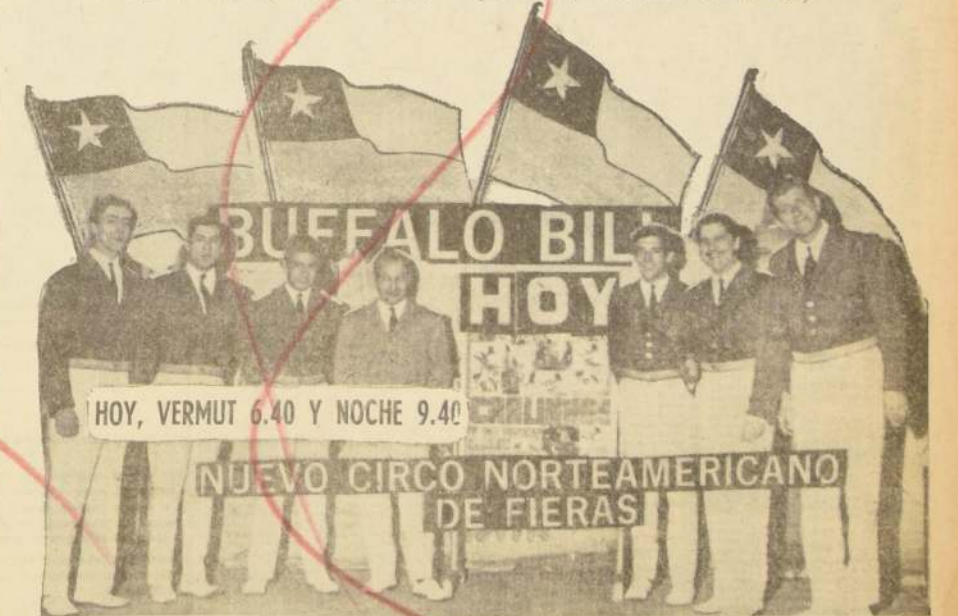 BUFFALO BILL
HOY
HOY, VERMUT 6.40 Y NOCHE 9.40
NUEVO CIRCO NORTEAMERICANO
DE FIERAS